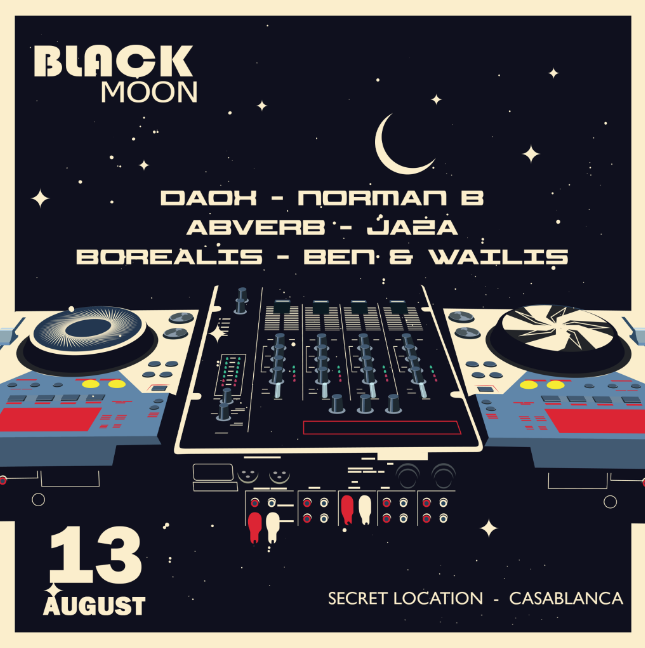 BLACK
MOON
DAOX - NORMAN B
ABVERB - JAZA
BOREALIS - BEN & WAILIS
13
AUGUST
SECRET LOCATION - CASABLANCA